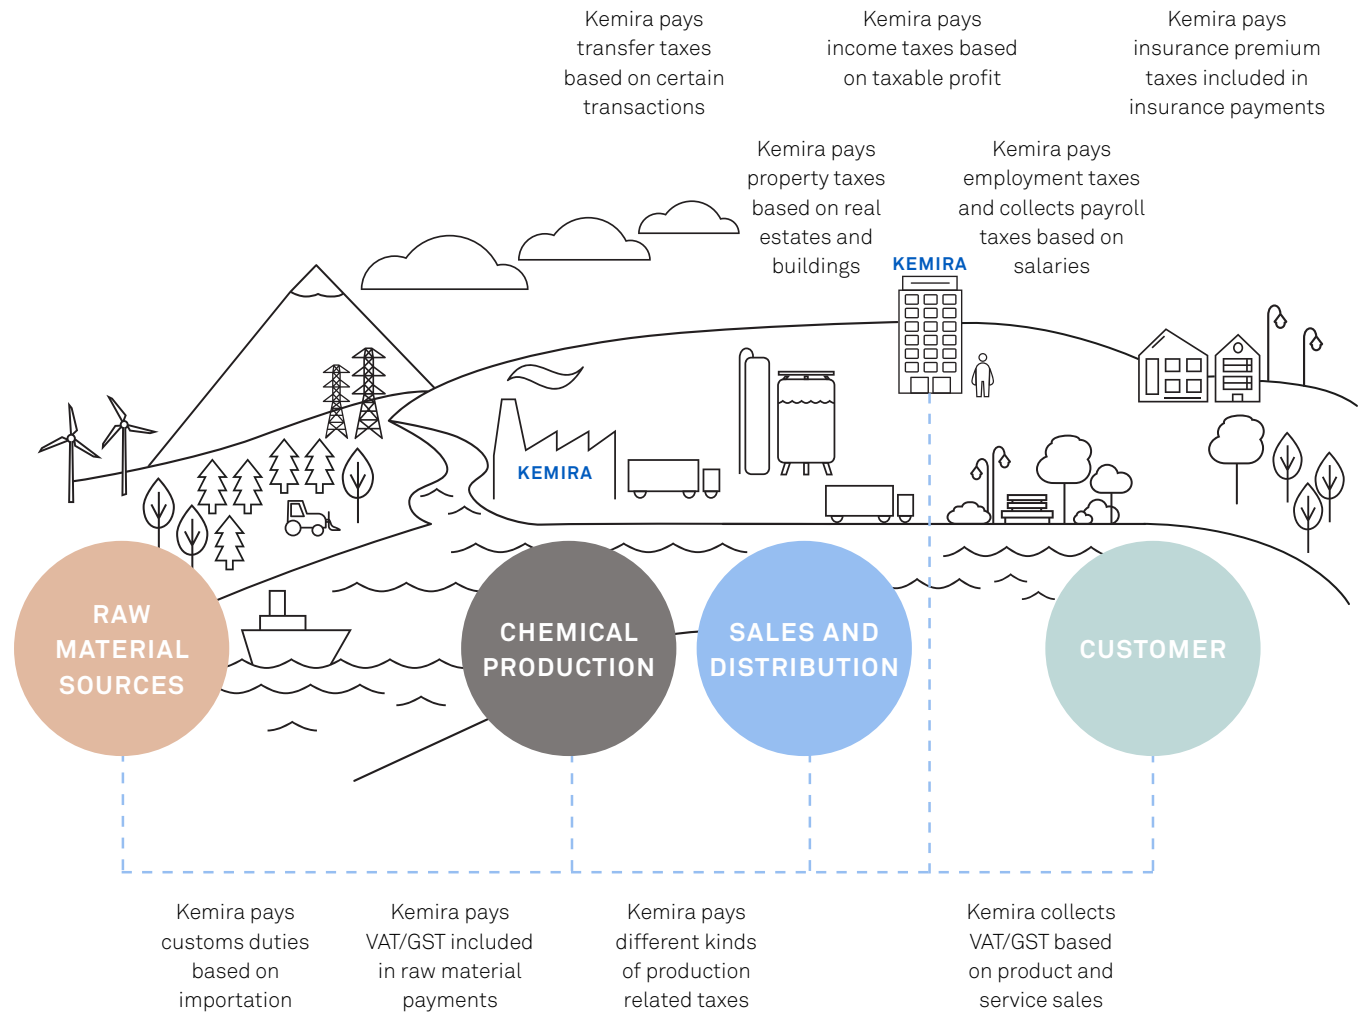 Kemira pays
transfer taxes
based on certain
transactions
Kemira pays
income taxes based
on taxable profit
Kemira pays
insurance premium
taxes included in
insurance payments
Kemira pays
property taxes
based on real
estates and
buildings
Kemira pays
employment taxes
and collects payroll
taxes based on
salaries
KEMIRA
KEMIRA
RAW
MATERIAL
SOURCES
CHEMICAL
PRODUCTION
SALES AND
DISTRIBUTION
CUSTOMER
Kemira pays
customs duties
based on
importation
Kemira pays
VAT/GST included
in raw material
payments
Kemira pays
different kinds
of production
related taxes
Kemira collects
VAT/GST based
on product and
service sales